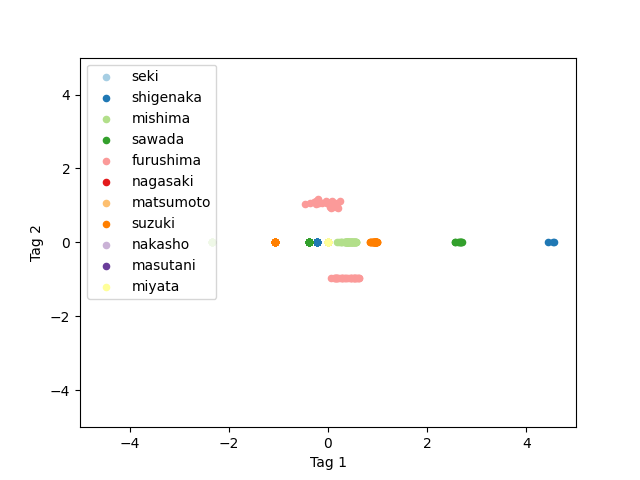 seki
shigenaka
mishima
sawada
furushima
nagasaki
matsumoto
suzuki
nakasho
masutani
miyata
4
2
0
−2
−4
Tag 2
−4 −2 0 2 4
Tag 1